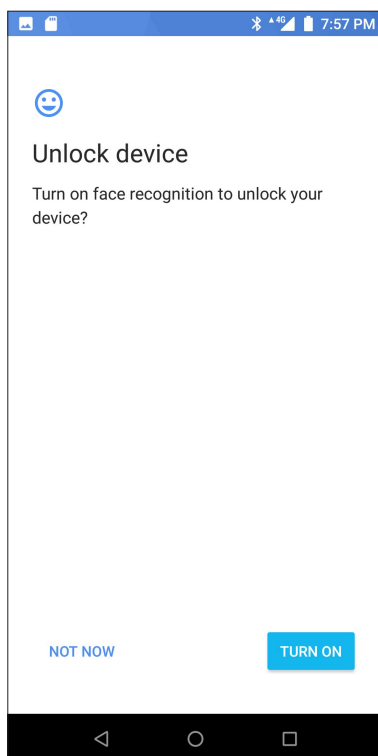 4G 7:57 PM
Unlock device
Turn on face recognition to unlock your
device?
NOT NOW TURN ON